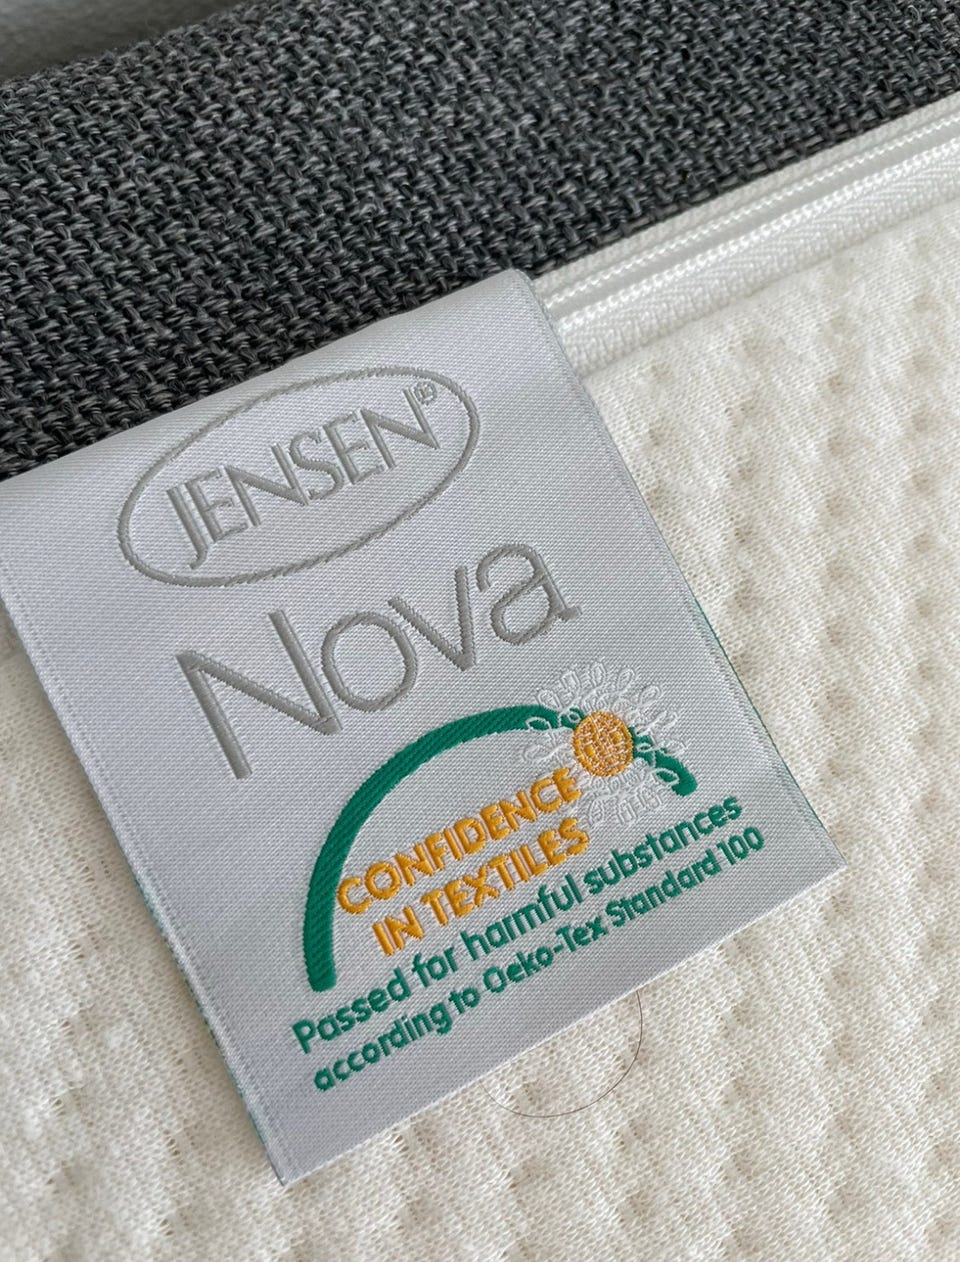 JENSEN®
Nova
CONFIDENCE
IN TEXTILES
Passed for harmful substances
according to Oeko-Tex Standard 100